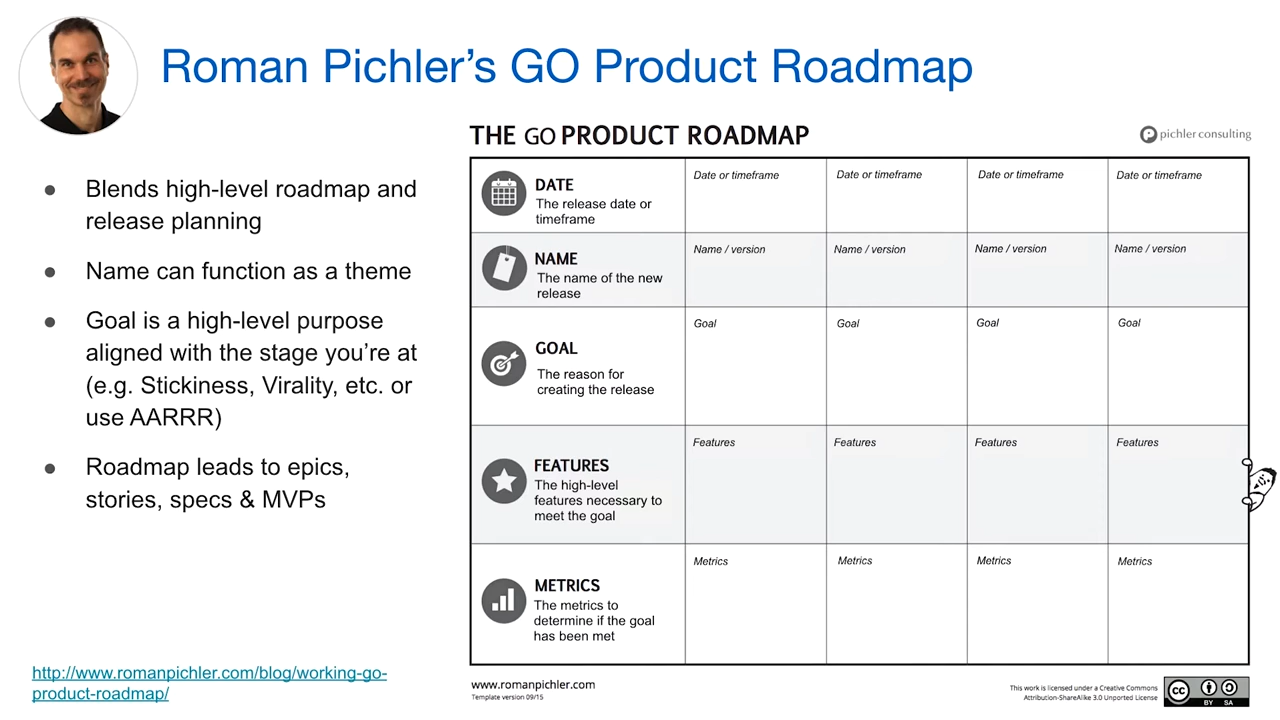 Roman Pichler’s GO Product Roadmap
● Blends high-level roadmap and
release planning
● Name can function as a theme
● Goal is a high-level purpose
aligned with the stage you’re at
(e.g. Stickiness, Virality, etc. or
use AARRR)
● Roadmap leads to epics,
stories, specs & MVPs
http://www.romanpichler.com/blog/working-go-
product-roadmap/
THE GO PRODUCT ROADMAP
pichler consulting
DATE
The release date or
timeframe
Date or timeframe
Date or timeframe
Date or timeframe
Date or timeframe
NAME
The name of the new
release
Name / version
Name / version
Name / version
Name / version
GOAL
The reason for
creating the release
Goal
Goal
Goal
Goal
FEATURES
The high-level
features necessary to
meet the goal
Features
Features
Features
Features
METRICS
The metrics to
determine if the goal
has been met
Metrics
Metrics
Metrics
Metrics
www.romanpichler.com
Template version 09/15
This work is licensed under a Creative Commons
Attribution-ShareAlike 3.0 Unported License
CC
BY SA